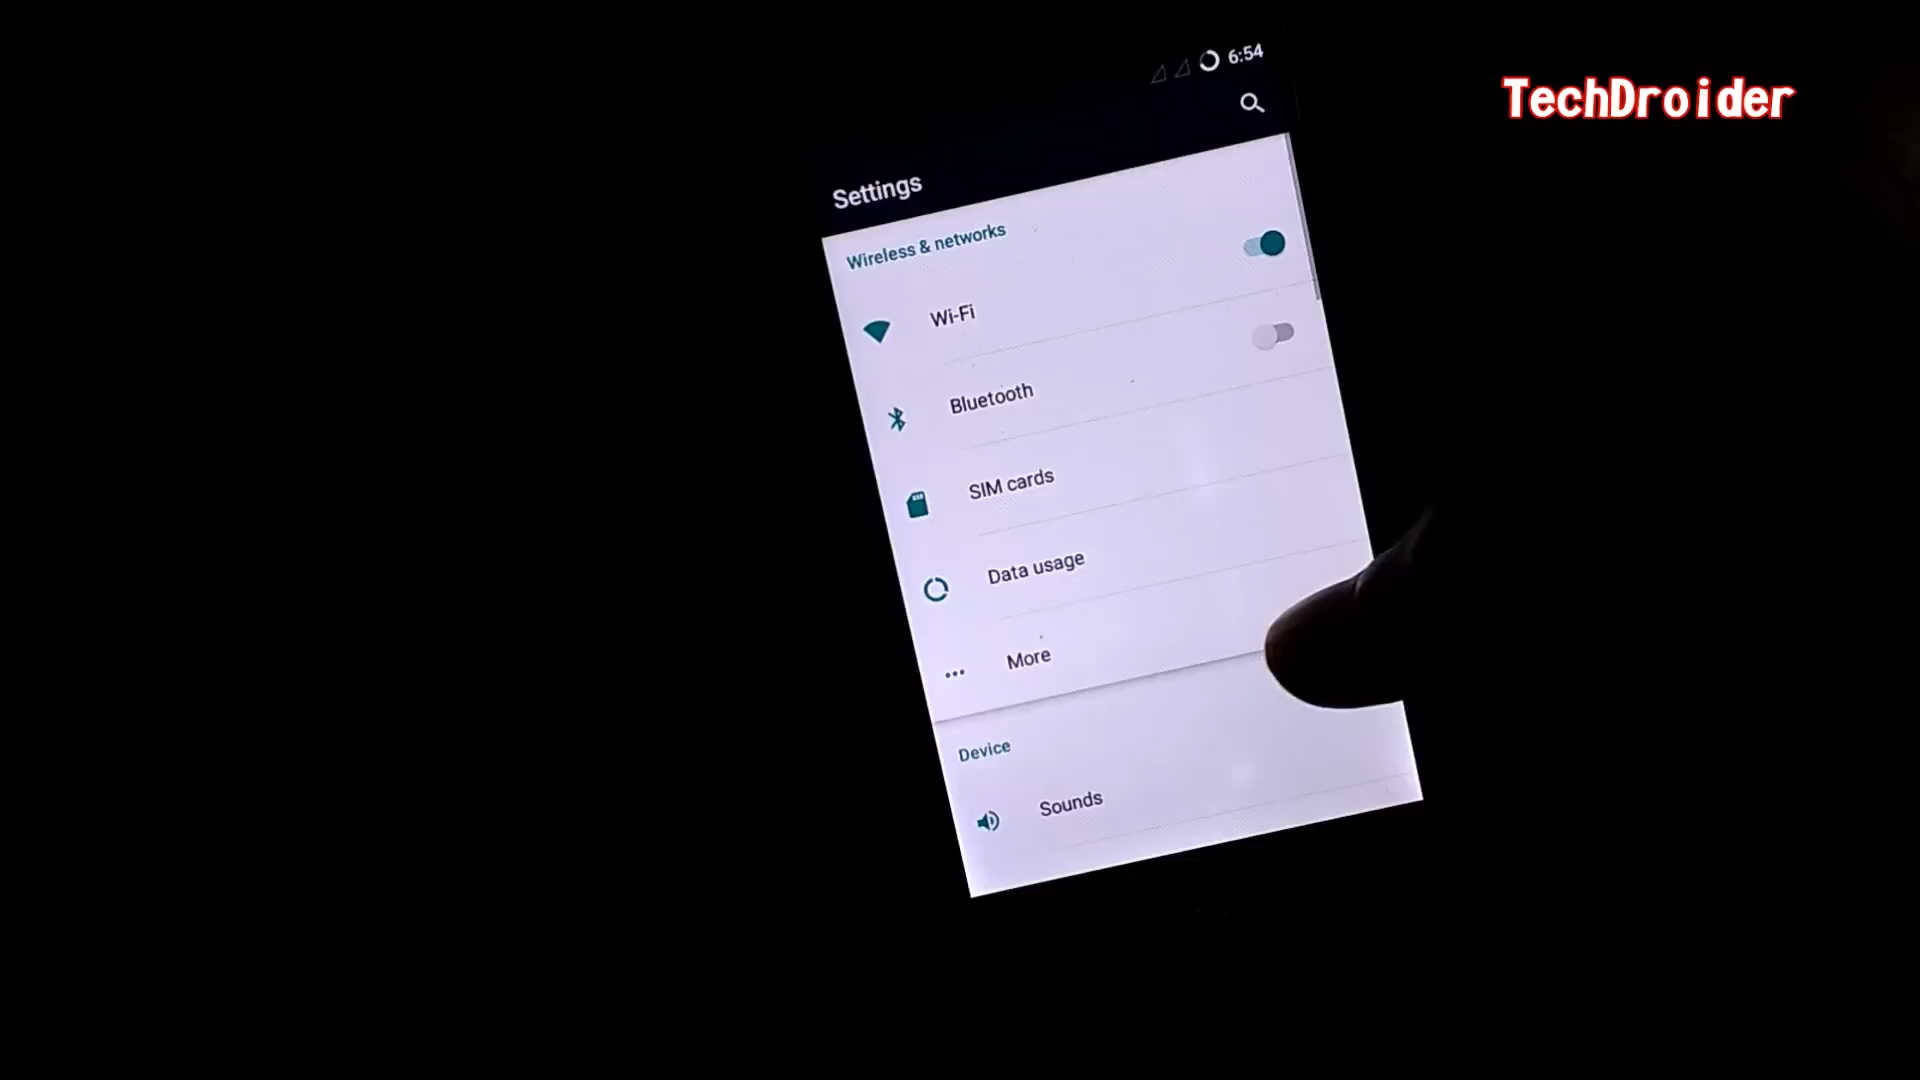 6:54
TechDroider
Settings
Wireless & networks
Wi-Fi
Bluetooth
SIM cards
Data usage
More
Device
Sounds